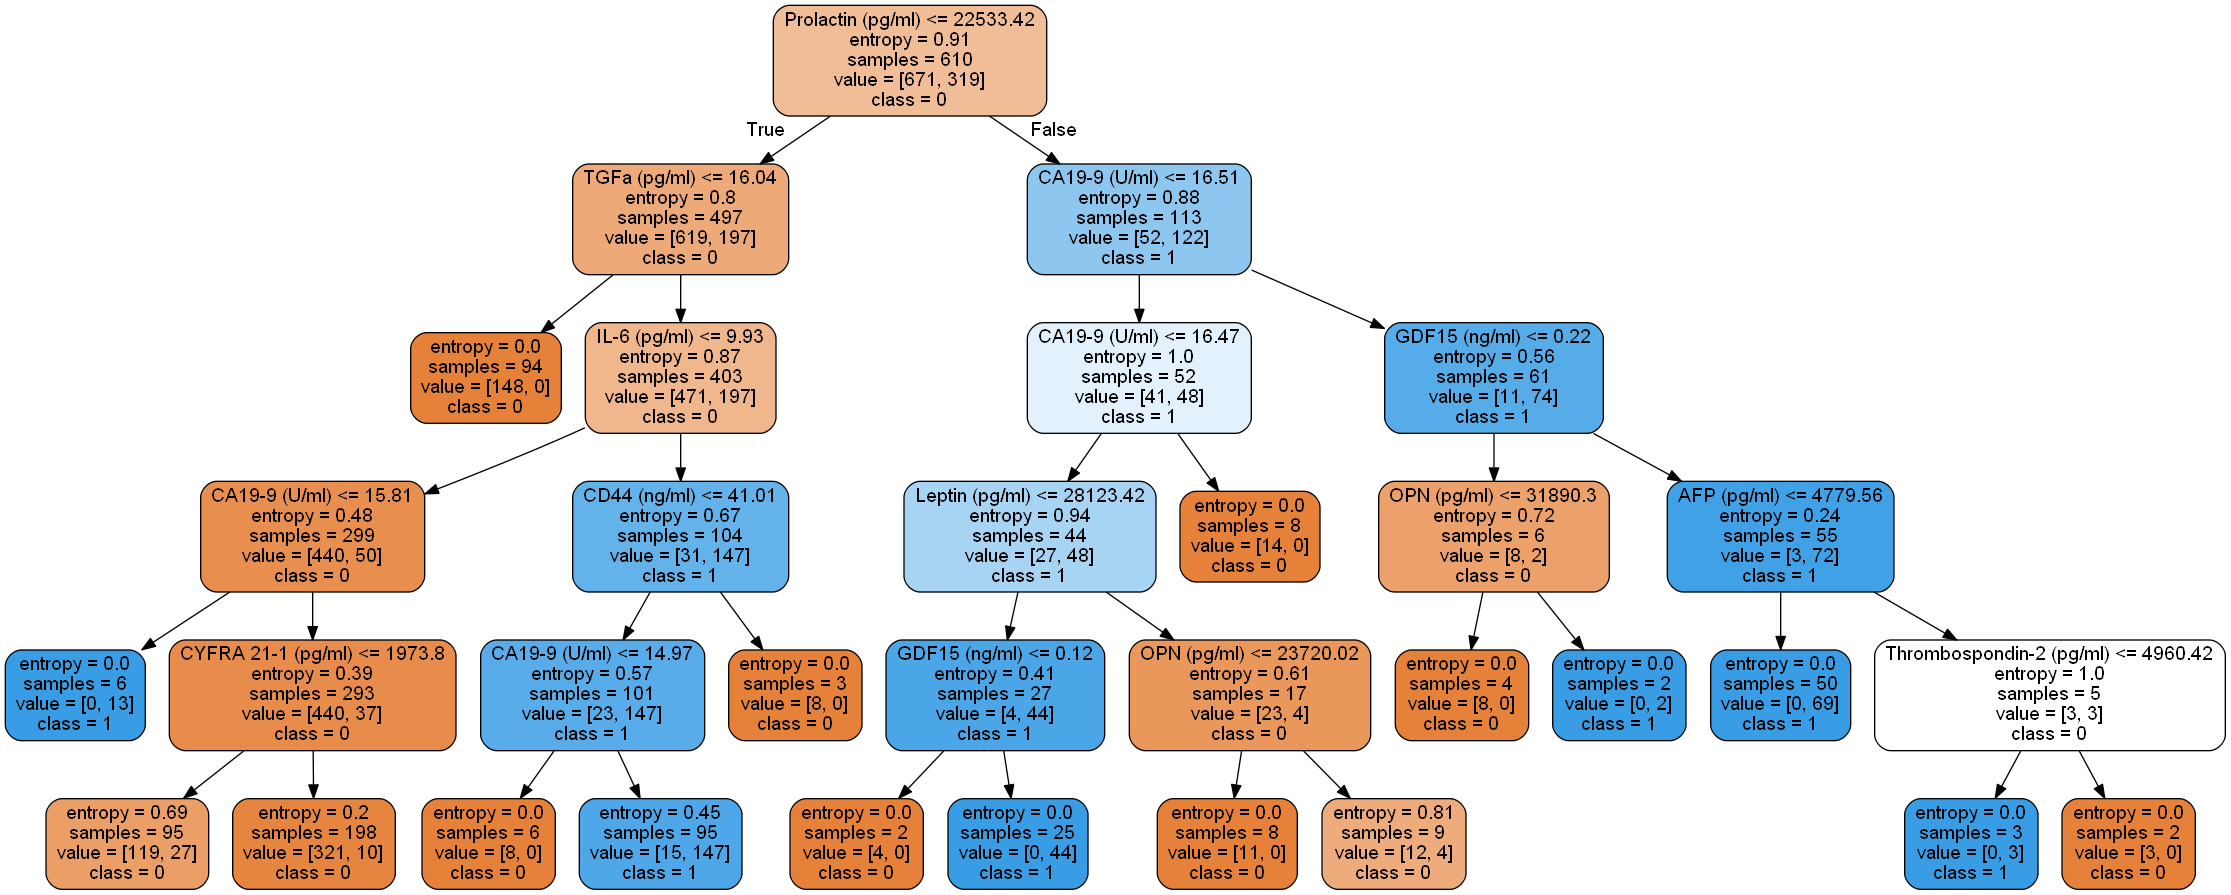 Prolactin (pg/ml) <= 22533.42
entropy = 0.91
samples = 610
value = [671, 319]
class = 0
True
False
TGFa (pg/ml) <= 16.04
entropy = 0.8
samples = 497
value = [619, 197]
class = 0
CA19-9 (U/ml) <= 16.51
entropy = 0.88
samples = 113
value = [52, 122]
class = 1
entropy = 0.0
samples = 94
value = [148, 0]
class = 0
IL-6 (pg/ml) <= 9.93
entropy = 0.87
samples = 403
value = [471, 197]
class = 0
CA19-9 (U/ml) <= 16.47
entropy = 1.0
samples = 52
value = [41, 48]
class = 1
GDF15 (ng/ml) <= 0.22
entropy = 0.56
samples = 61
value = [11, 74]
class = 1
CA19-9 (U/ml) <= 15.81
entropy = 0.48
samples = 299
value = [440, 50]
class = 0
CD44 (ng/ml) <= 41.01
entropy = 0.67
samples = 104
value = [31, 147]
class = 1
Leptin (pg/ml) <= 28123.42
entropy = 0.94
samples = 44
value = [27, 48]
class = 1
entropy = 0.0
samples = 8
value = [14, 0]
class = 0
OPN (pg/ml) <= 31890.3
entropy = 0.72
samples = 6
value = [8, 2]
class = 0
AFP (pg/ml) <= 4779.56
entropy = 0.24
samples = 55
value = [3, 72]
class = 1
entropy = 0.0
samples = 6
value = [0, 13]
class = 1
CYFRA 21-1 (pg/ml) <= 1973.8
entropy = 0.39
samples = 293
value = [440, 37]
class = 0
CA19-9 (U/ml) <= 14.97
entropy = 0.57
samples = 101
value = [23, 147]
class = 1
entropy = 0.0
samples = 3
value = [8, 0]
class = 0
GDF15 (ng/ml) <= 0.12
entropy = 0.41
samples = 27
value = [4, 44]
class = 1
OPN (pg/ml) <= 23720.02
entropy = 0.61
samples = 17
value = [23, 4]
class = 0
entropy = 0.0
samples = 4
value = [8, 0]
class = 0
entropy = 0.0
samples = 2
value = [0, 2]
class = 1
entropy = 0.0
samples = 50
value = [0, 69]
class = 1
Thrombospondin-2 (pg/ml) <= 4960.42
entropy = 1.0
samples = 5
value = [3, 3]
class = 0
entropy = 0.69
samples = 95
value = [119, 27]
class = 0
entropy = 0.2
samples = 198
value = [321, 10]
class = 0
entropy = 0.0
samples = 6
value = [8, 0]
class = 0
entropy = 0.45
samples = 95
value = [15, 147]
class = 1
entropy = 0.0
samples = 2
value = [4, 0]
class = 0
entropy = 0.0
samples = 25
value = [0, 44]
class = 1
entropy = 0.0
samples = 8
value = [11, 0]
class = 0
entropy = 0.81
samples = 9
value = [12, 4]
class = 0
entropy = 0.0
samples = 3
value = [0, 3]
class = 1
entropy = 0.0
samples = 2
value = [3, 0]
class = 0